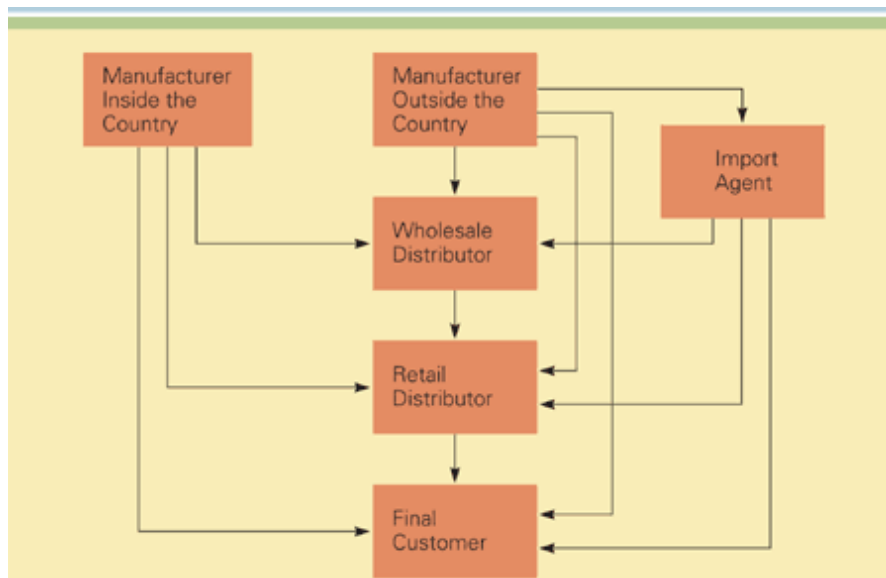 Manufacturer
Inside the
Country
Manufacturer
Outside the
Country
Import
Agent
Wholesale
Distributor
Retail
Distributor
Final
Customer